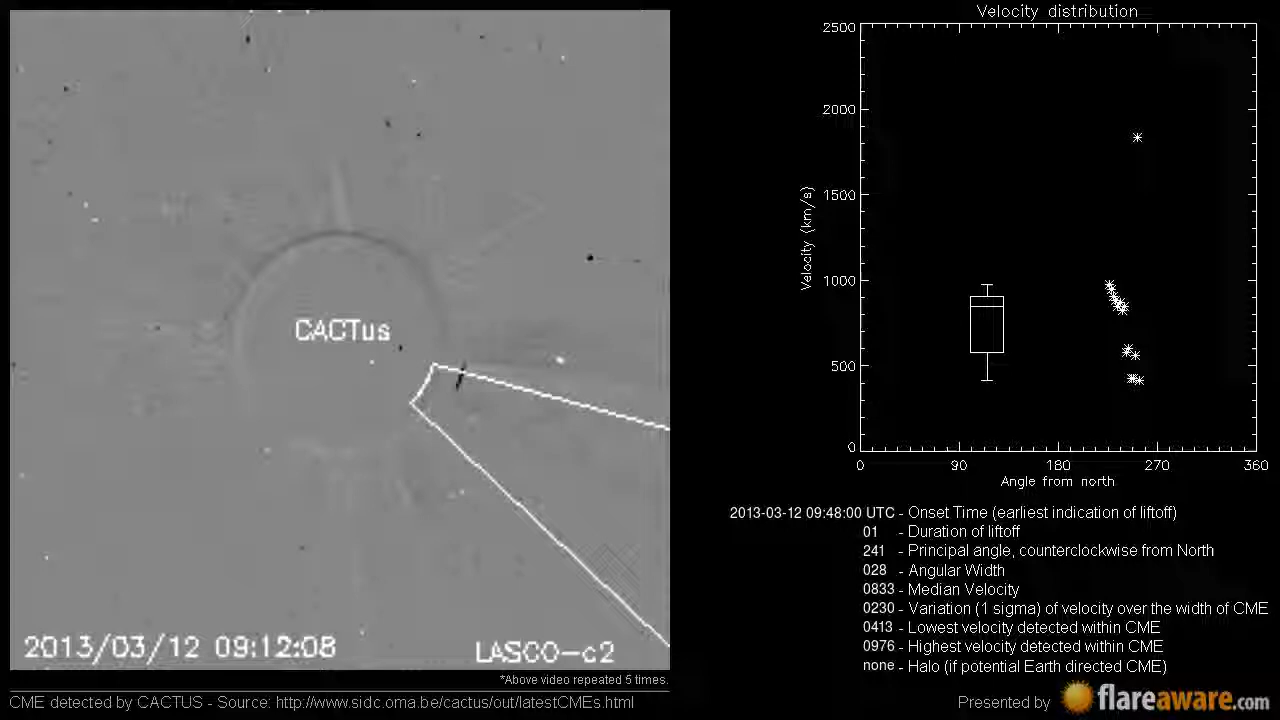 CACTus
2013/03/12 09:12:08
LASCO-c2
*Above video repeated 5 times.
CME detected by CACTUS - Source: http://www.sidc.oma.be/cactus/out/latestCMEs.html
Velocity distribution
Velocity (km/s)
2500
2000
1500
1000
500
0
0 90 180 270 360
Angle from north
2013-03-12 09:48:00 UTC - Onset Time (earliest indication of liftoff)
01 - Duration of liftoff
241 - Principal angle, counterclockwise from North
028 - Angular Width
0833 - Median Velocity
0230 - Variation (1 sigma) of velocity over the width of CME
0413 - Lowest velocity detected within CME
0976 - Highest velocity detected within CME
none - Halo (if potential Earth directed CME)
Presented by flareaware.com